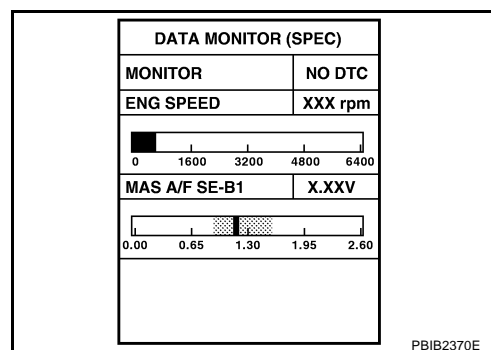 DATA MONITOR (SPEC)
MONITOR NO DTC
ENG SPEED XXX rpm
0 1600 3200 4800 6400
MAS A/F SE-B1 X.XXV
0.00 0.65 1.30 1.95 2.60
PBIB2370E